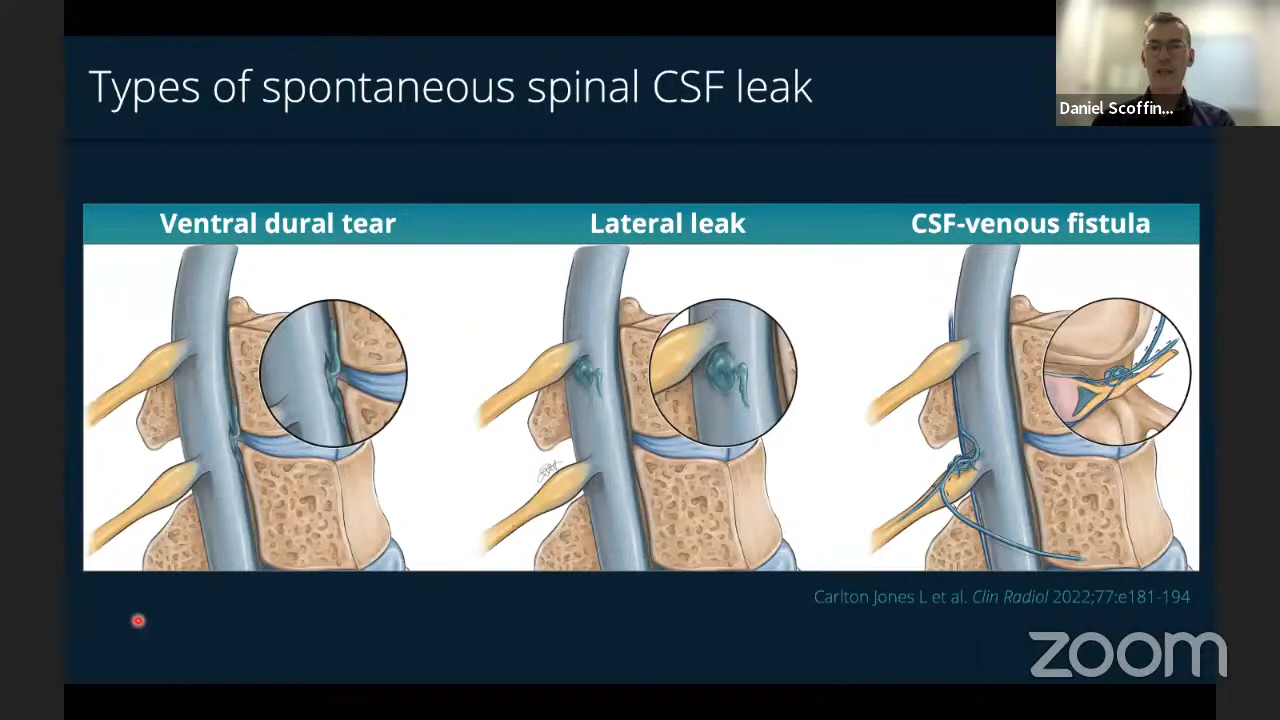 Types of spontaneous spinal CSF leak
Daniel Scoffin...
Ventral dural tear
Lateral leak
CSF-venous fistula
Carlton Jones L et al. Clin Radiol 2022;77:e181-194
zoom